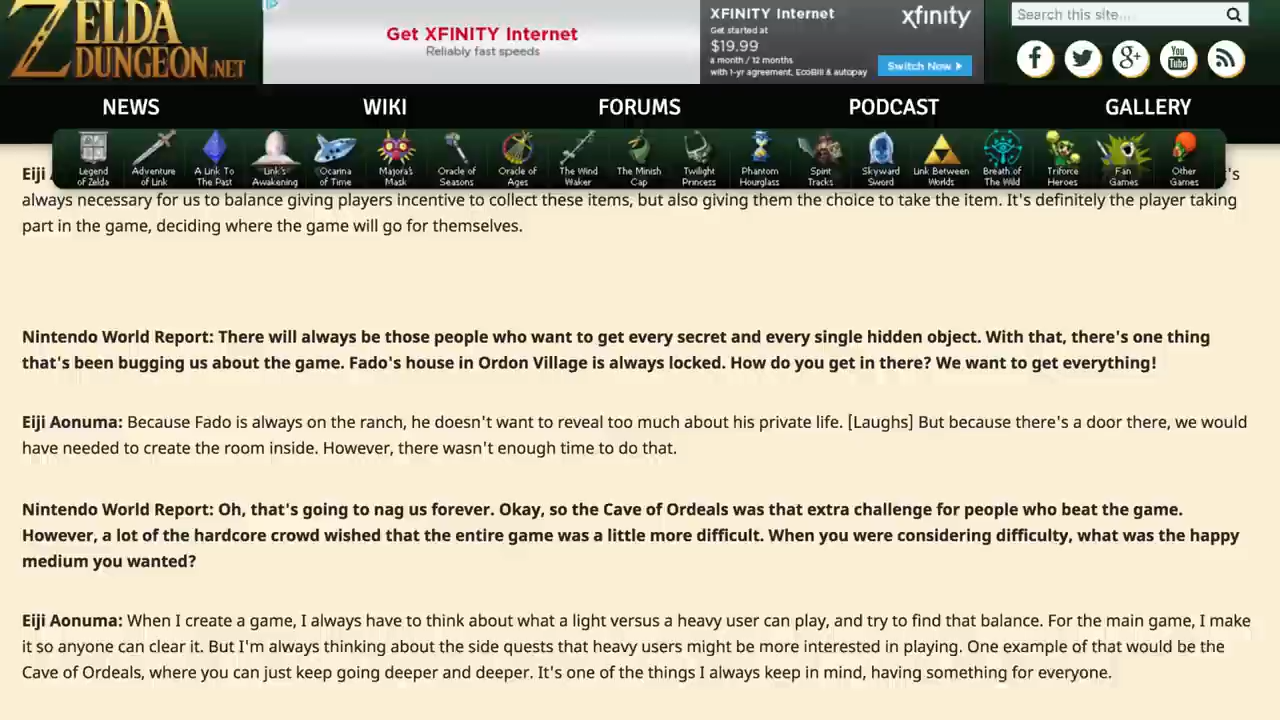 ZELDA
DUNGEON.NET
Get XFINITY Internet
Reliably fast speeds
XFINITY Internet
Get started at
$19.99
a month / 12 months
with 1-yr agreement, EcoBill & autopay
xfinity
Switch Now
Search this site...
You
Tube
NEWS WIKI FORUMS PODCAST GALLERY
Legend of Zelda
Adventure of Link
A Link To The Past
Link's Awakening
Ocarina of Time
Majora's Mask
Oracle of Seasons
Oracle of Ages
The Wind Waker
The Minish Cap
Twilight Princess
Phantom Hourglass
Spirit Tracks
Skyward Sword
Link Between Worlds
Breath of The Wild
Triforce Heroes
Fan Games
Other Games
Eiji
always necessary for us to balance giving players incentive to collect these items, but also giving them the choice to take the item. It's definitely the player taking
part in the game, deciding where the game will go for themselves.
Nintendo World Report: There will always be those people who want to get every secret and every single hidden object. With that, there's one thing
that's been bugging us about the game. Fado's house in Ordon Village is always locked. How do you get in there? We want to get everything!
Eiji Aonuma: Because Fado is always on the ranch, he doesn't want to reveal too much about his private life. [Laughs] But because there's a door there, we would
have needed to create the room inside. However, there wasn't enough time to do that.
Nintendo World Report: Oh, that's going to nag us forever. Okay, so the Cave of Ordeals was that extra challenge for people who beat the game.
However, a lot of the hardcore crowd wished that the entire game was a little more difficult. When you were considering difficulty, what was the happy
medium you wanted?
Eiji Aonuma: When I create a game, I always have to think about what a light versus a heavy user can play, and try to find that balance. For the main game, I make
it so anyone can clear it. But I'm always thinking about the side quests that heavy users might be more interested in playing. One example of that would be the
Cave of Ordeals, where you can just keep going deeper and deeper. It's one of the things I always keep in mind, having something for everyone.